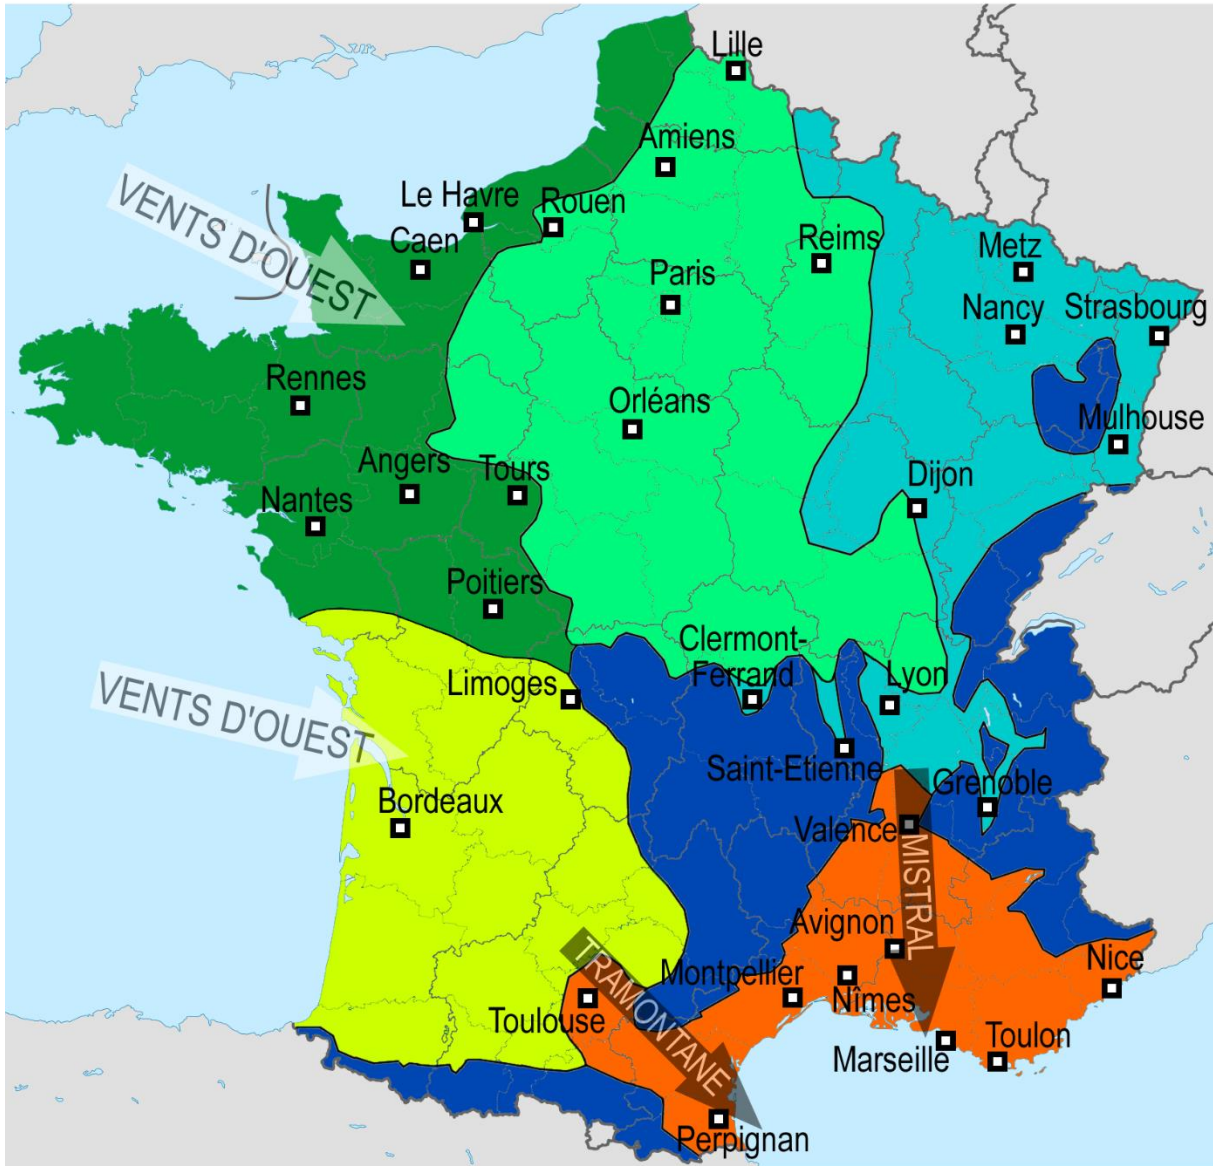 Lille
Amiens
VENTS D'OUEST
Le Havre
Rouen
Caen
Reims
Metz
Paris
Nancy
Strasbourg
Rennes
Orléans
Mulhouse
Angers
Tours
Dijon
Nantes
Poitiers
Clermont-
Ferrand
Lyon
Limoges
VENTS D'OUEST
Saint-Etienne
Grenoble
Bordeaux
Valence
MISTRAL
Avignon
TRAMONTANE
Montpellier
Nice
Nîmes
Toulouse
Marseille
Toulon
Perpignan